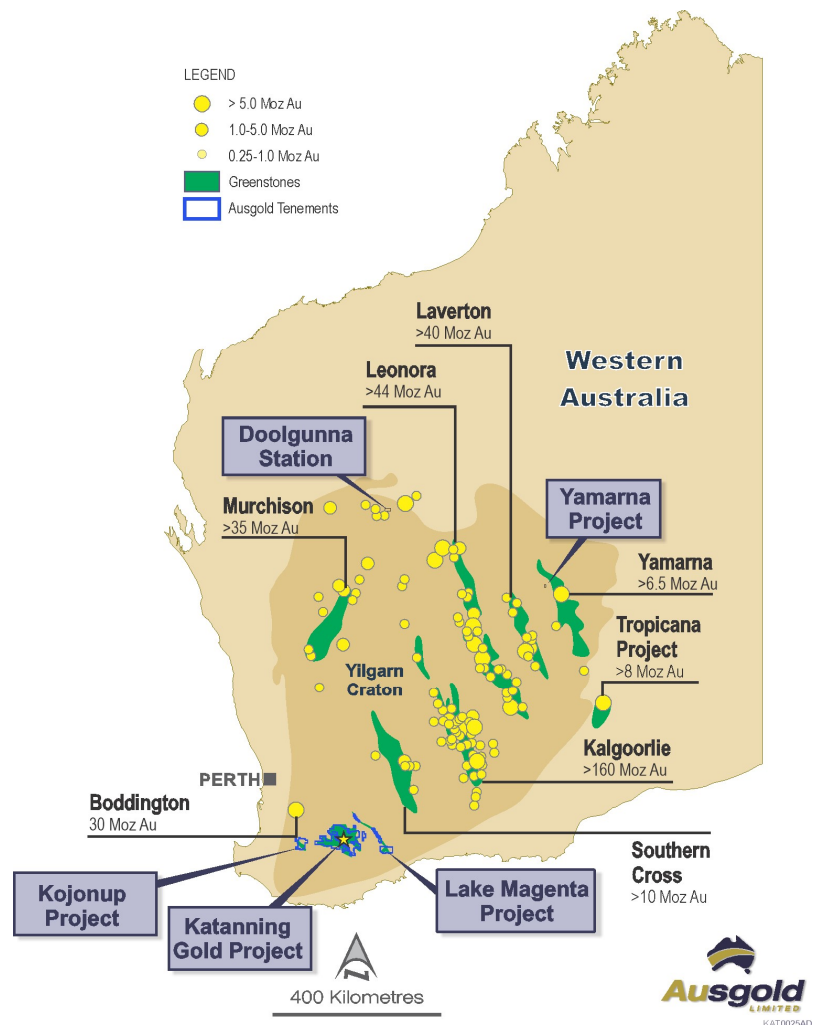 LEGEND
> 5.0 Moz Au
1.0-5.0 Moz Au
0.25-1.0 Moz Au
Greenstones
Ausgold Tenements
Laverton
>40 Moz Au
Leonora
>44 Moz Au
Western
Australia
Doolgunna
Station
Murchison
>35 Moz Au
Yamarna
Project
Yamarna
>6.5 Moz Au
Tropicana
Project
>8 Moz Au
Yilgarn
Craton
Kalgoorlie
>160 Moz Au
PERTH
Boddington
30 Moz Au
Southern
Cross
>10 Moz Au
Kojonup
Project
Katanning
Gold Project
Lake Magenta
Project
N
400 Kilometres
Ausgold
LIMITED
KAT0025AD